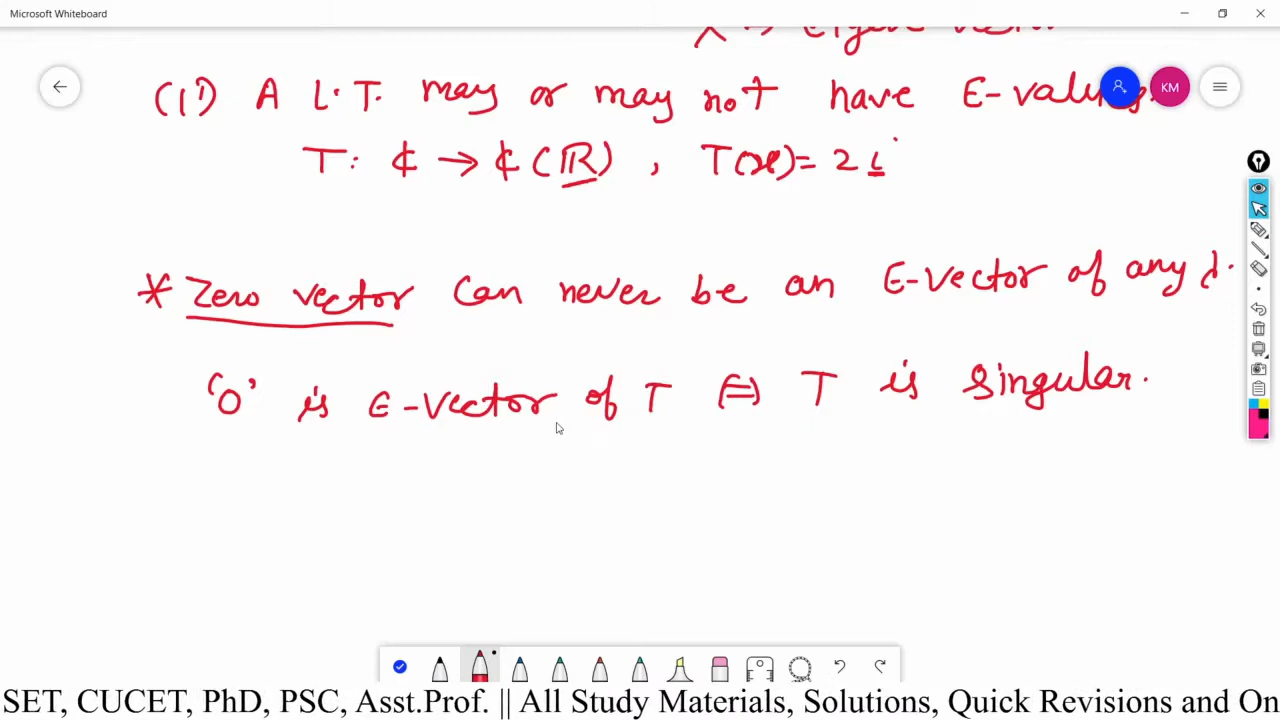 Microsoft Whiteboard
(11) A L.T. may or may not have E-values.
KM
T: ₵ → ₵ (ℝ) , T(x) = 2i
* Zero vector can never be an E-vector of any λ.
'0' is E-vector of T ⇔ T is singular.
SET, CUCET, PhD, PSC, Asst.Prof. || All Study Materials, Solutions, Quick Revisions and On